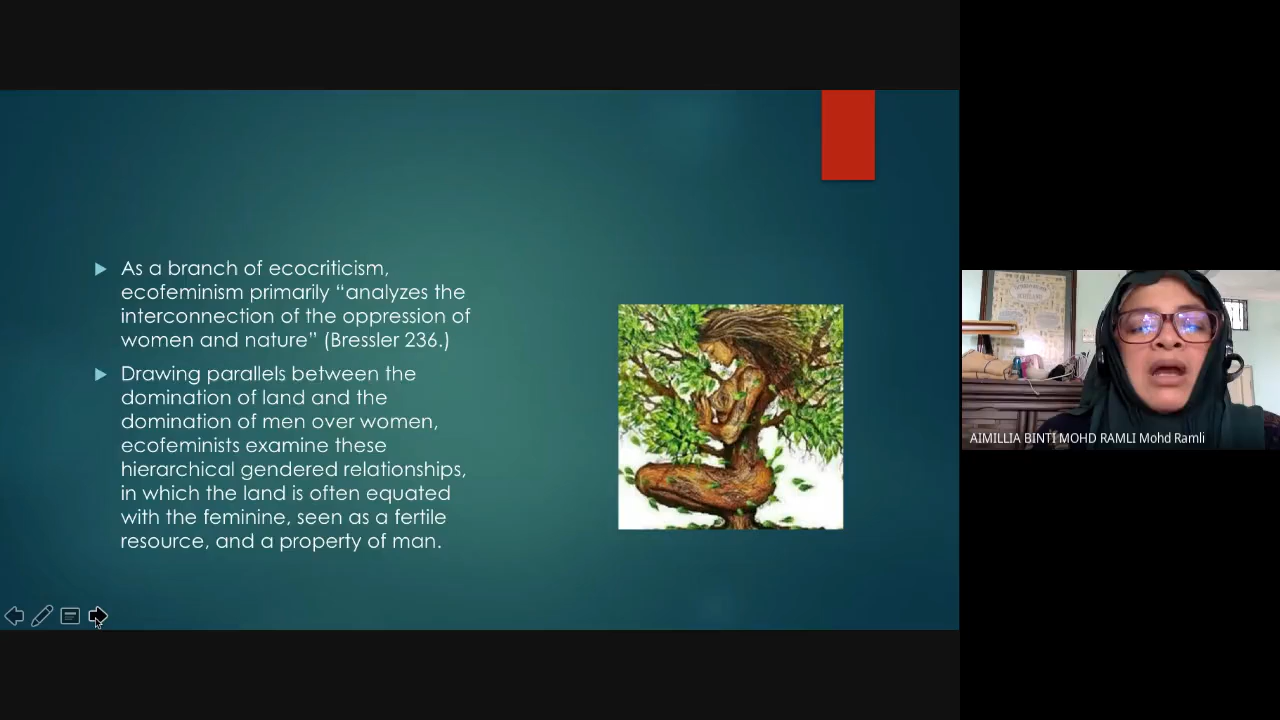 As a branch of ecocriticism,
ecofeminism primarily “analyzes the
interconnection of the oppression of
women and nature” (Bressler 236.)
Drawing parallels between the
domination of land and the
domination of men over women,
ecofeminists examine these
hierarchical gendered relationships,
in which the land is often equated
with the feminine, seen as a fertile
resource, and a property of man.
AIMILLIA BINTI MOHD RAMLI Mohd Ramli